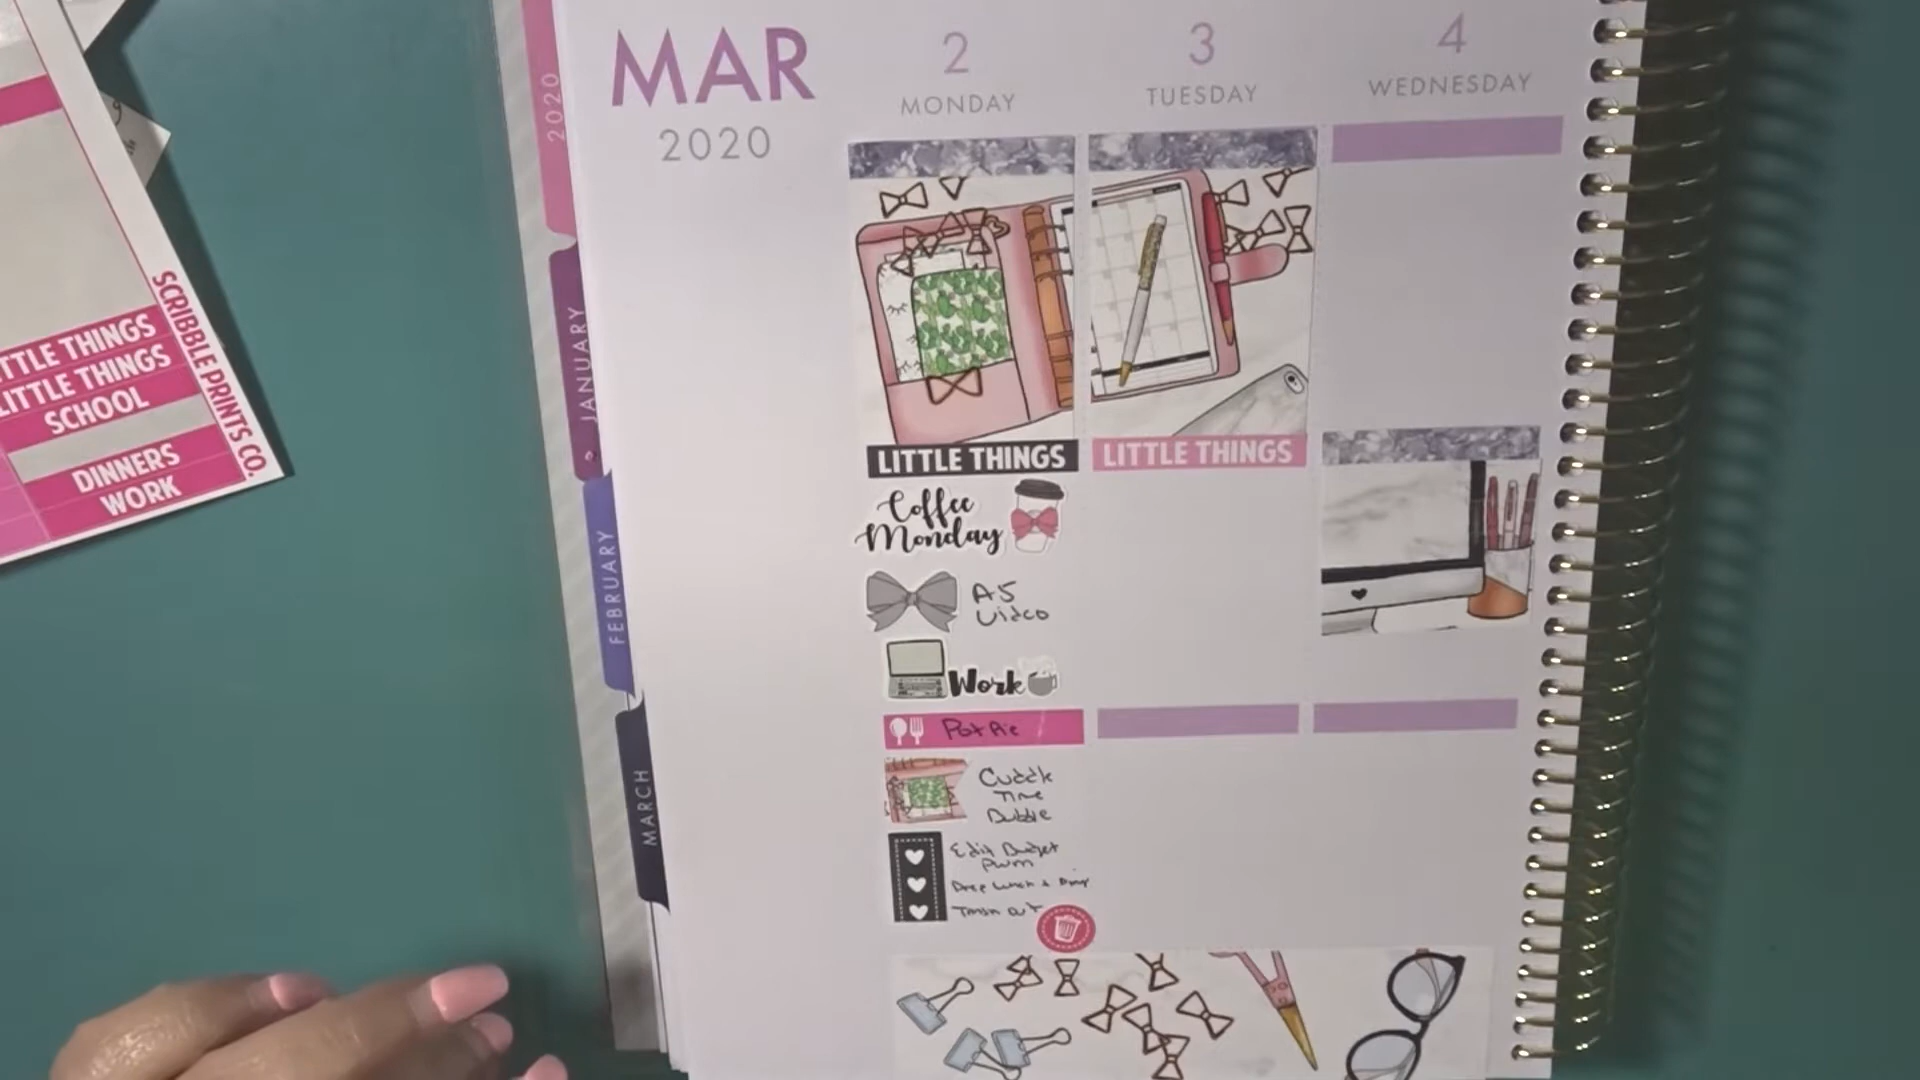 MAR
2020
2
MONDAY
3
TUESDAY
4
WEDNESDAY
2020
JANUARY
FEBRUARY
MARCH
SCRIBBLE PRINTS CO.
LITTLE THINGS
LITTLE THINGS
SCHOOL
DINNERS
WORK
LITTLE THINGS
LITTLE THINGS
Coffee
Monday
A5
Video
Work
Pot Pie
Cuddle
Time
Edit Budget
Trash Out